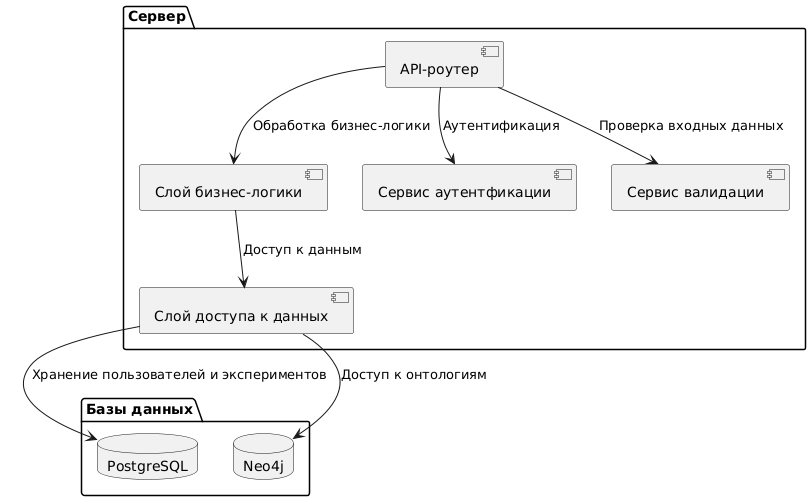 Сервер
API-роутер
Обработка бизнес-логики
Аутентификация
Проверка входных данных
Слой бизнес-логики
Сервис аутентфикации
Сервис валидации
Доступ к данным
Слой доступа к данных
Хранение пользователей и экспериментов
Доступ к онтологиям
Базы данных
PostgreSQL
Neo4j